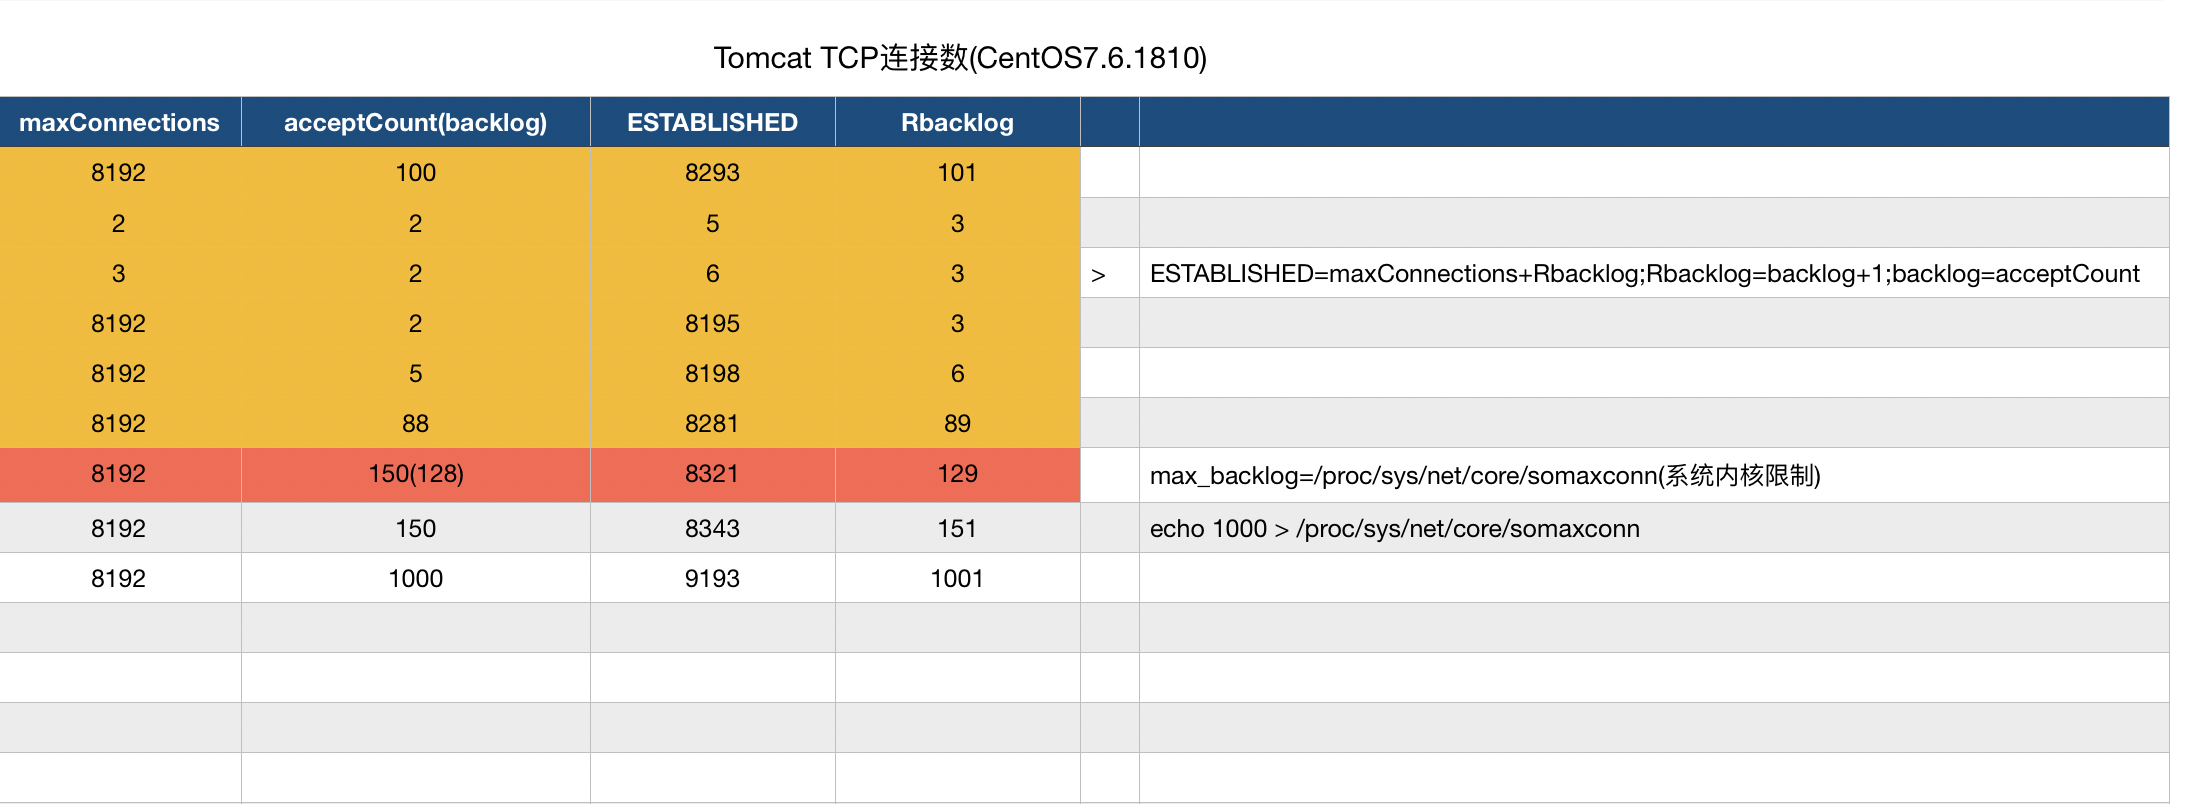 Tomcat TCP连接数(CentOS7.6.1810)
maxConnections acceptCount(backlog) ESTABLISHED Rbacklog
8192 100 8293 101
2 2 5 3
3 2 6 3 > ESTABLISHED=maxConnections+Rbacklog;Rbacklog=backlog+1;backlog=acceptCount
8192 2 8195 3
8192 5 8198 6
8192 88 8281 89
8192 150(128) 8321 129 max_backlog=/proc/sys/net/core/somaxconn(系统内核限制)
8192 150 8343 151 echo 1000 > /proc/sys/net/core/somaxconn
8192 1000 9193 1001